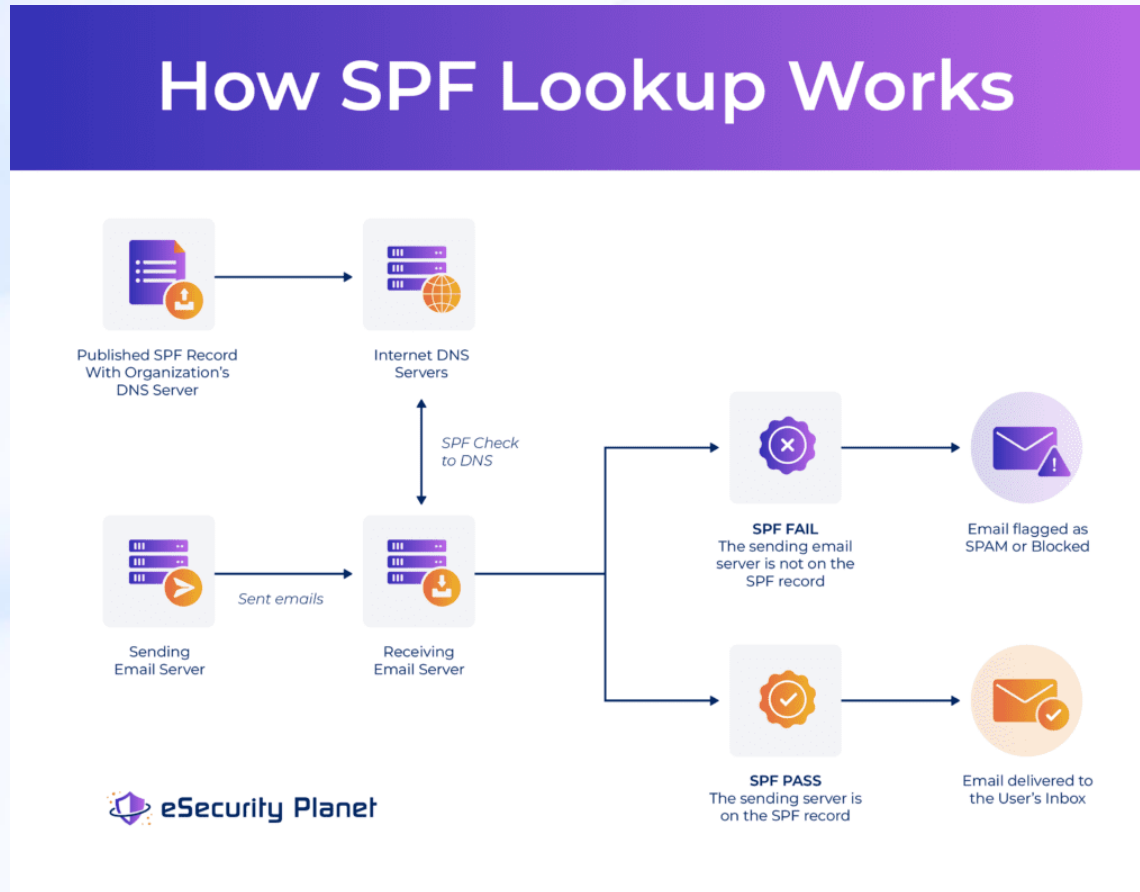 How SPF Lookup Works
Published SPF Record
With Organization's
DNS Server
Internet DNS
Servers
SPF Check
to DNS
Sending
Email Server
Sent emails
Receiving
Email Server
SPF FAIL
The sending email
server is not on the
SPF record
Email flagged as
SPAM or Blocked
SPF PASS
The sending server is
on the SPF record
Email delivered to
the User's Inbox
eSecurity Planet